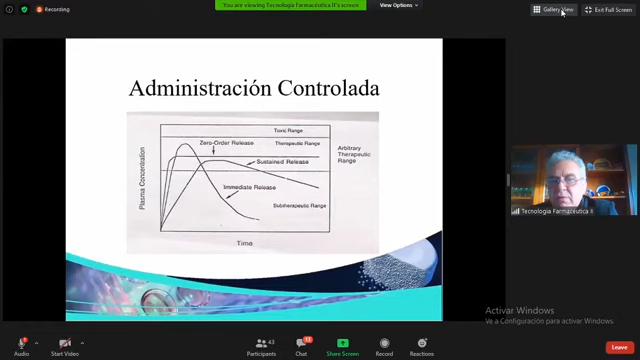 Recording
You are viewing Tecnología Farmacéutica II's screen
View Options
Gallery View
Exit Full Screen
Administración Controlada
Toxic Range
Zero-Order Release
Therapeutic Range
Arbitrary
Therapeutic
Range
Sustained Release
Plasma Concentration
Immediate Release
Subtherapeutic Range
Time
Tecnología Farmacéutica II
Activar Windows
Ve a Configuración para activar Windows.
43
Audio
Start Video
Participants
Chat
Share Screen
Record
Reactions
Leave